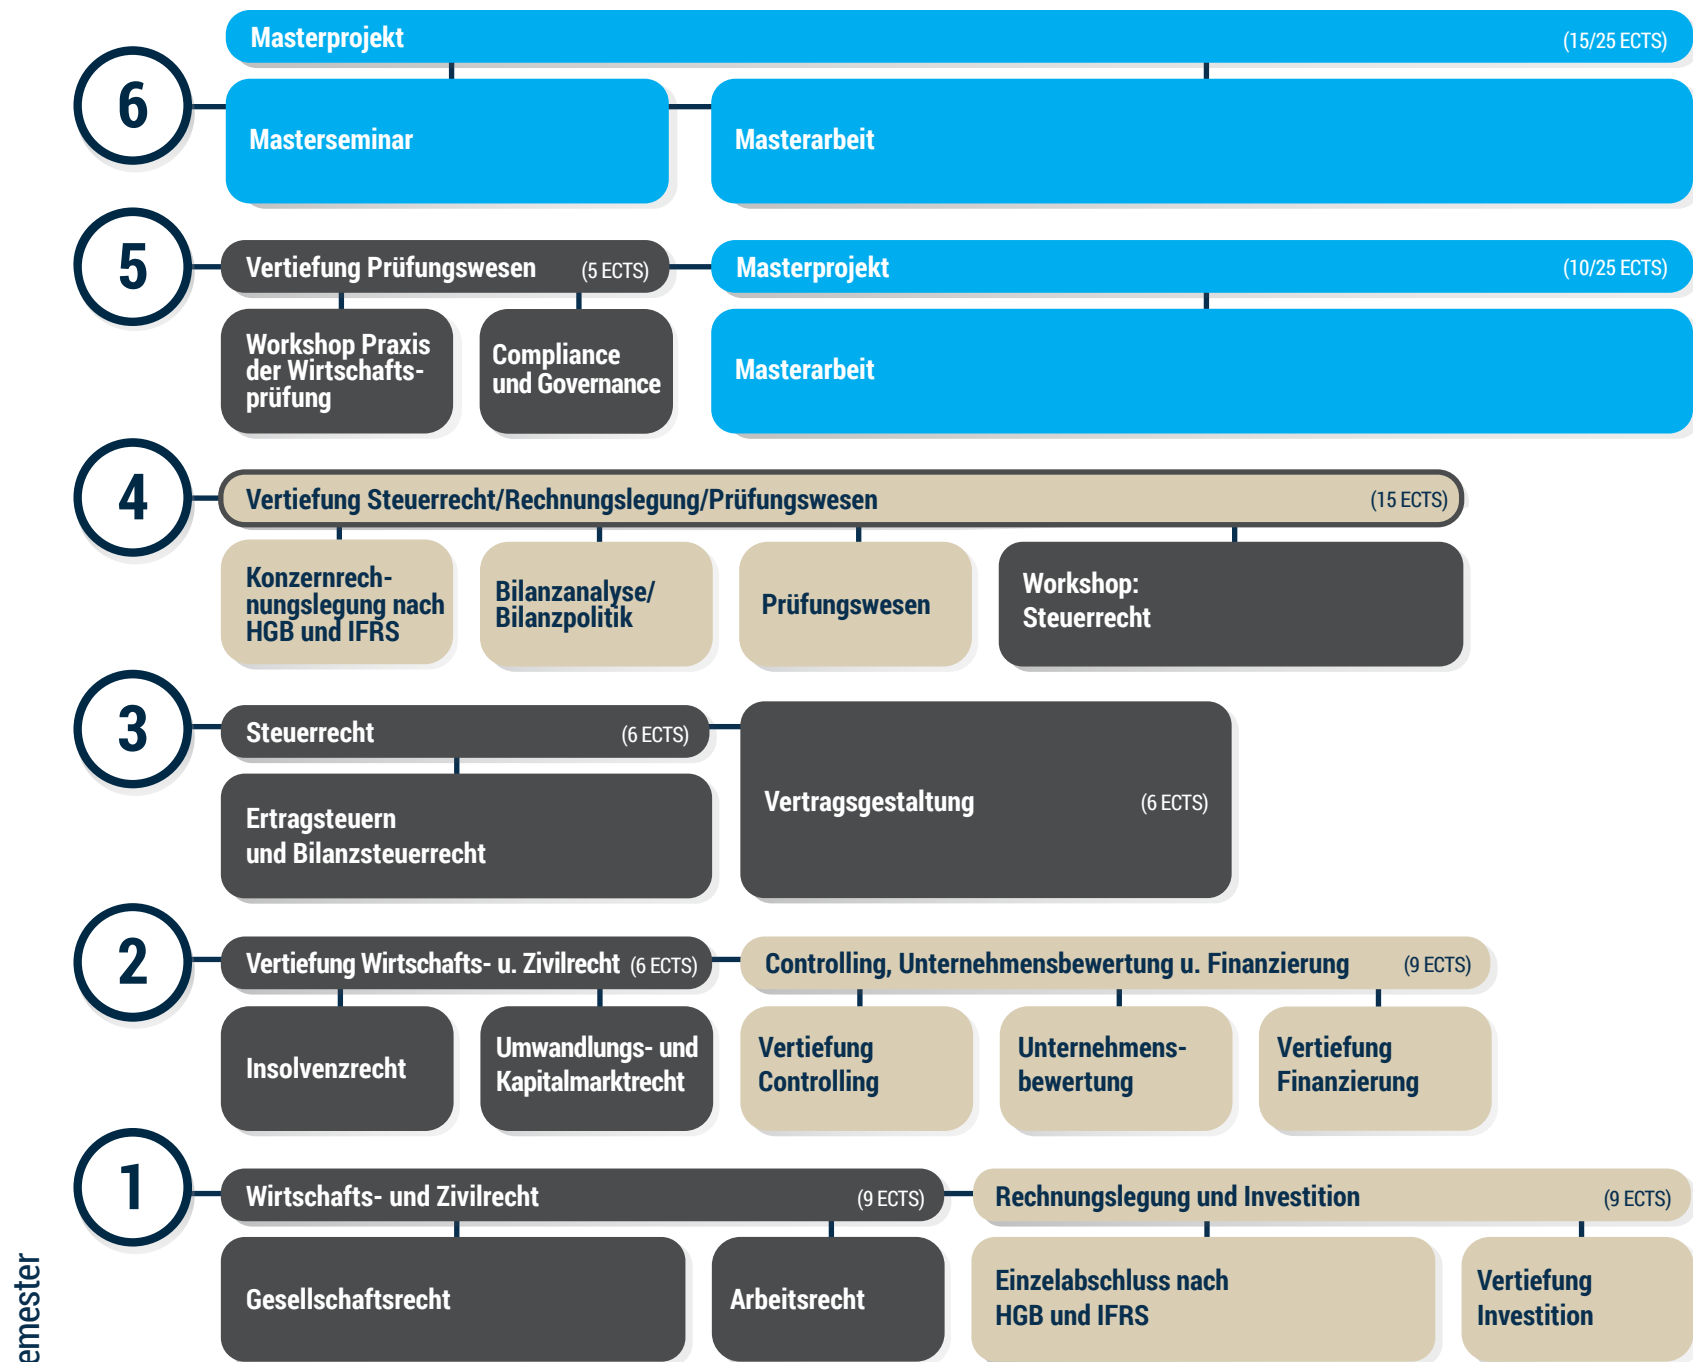 Masterprojekt (15/25 ECTS)
6
Masterseminar
Masterarbeit
5
Vertiefung Prüfungswesen (5 ECTS)
Masterprojekt (10/25 ECTS)
Workshop Praxis
der Wirtschafts-
prüfung
Compliance
und Governance
Masterarbeit
4
Vertiefung Steuerrecht/Rechnungslegung/Prüfungswesen (15 ECTS)
Konzernrech-
nungslegung nach
HGB und IFRS
Bilanzanalyse/
Bilanzpolitik
Prüfungswesen
Workshop:
Steuerrecht
3
Steuerrecht (6 ECTS)
Ertragsteuern
und Bilanzsteuerrecht
Vertragsgestaltung (6 ECTS)
2
Vertiefung Wirtschafts- u. Zivilrecht (6 ECTS)
Controlling, Unternehmensbewertung u. Finanzierung (9 ECTS)
Insolvenzrecht
Umwandlungs- und
Kapitalmarktrecht
Vertiefung
Controlling
Unternehmens-
bewertung
Vertiefung
Finanzierung
1
Wirtschafts- und Zivilrecht (9 ECTS)
Rechnungslegung und Investition (9 ECTS)
Gesellschaftsrecht
Arbeitsrecht
Einzelabschluss nach
HGB und IFRS
Vertiefung
Investition
emester